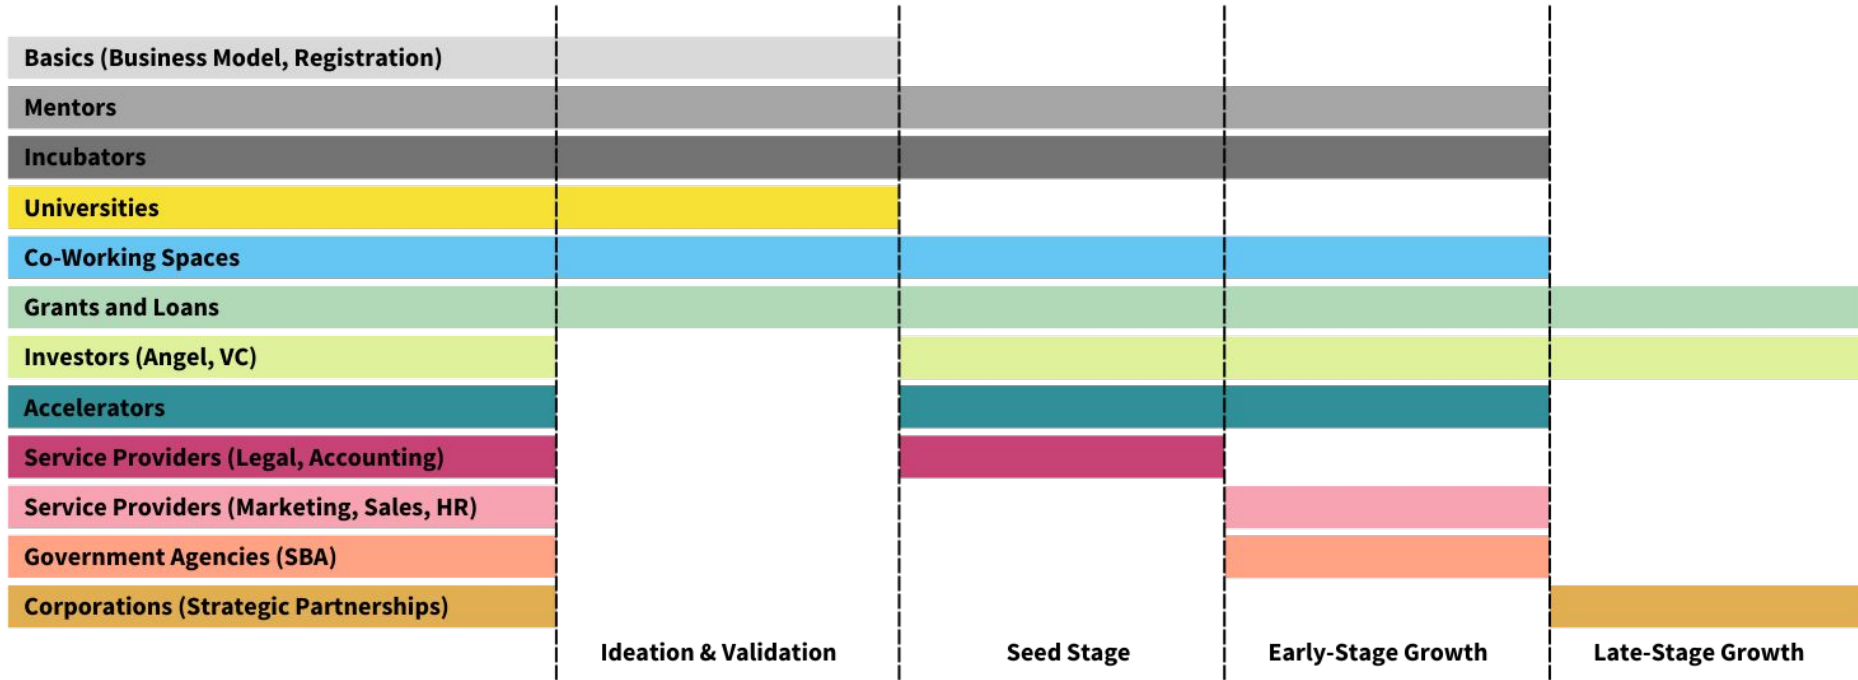 Basics (Business Model, Registration)
Mentors
Incubators
Universities
Co-Working Spaces
Grants and Loans
Investors (Angel, VC)
Accelerators
Service Providers (Legal, Accounting)
Service Providers (Marketing, Sales, HR)
Government Agencies (SBA)
Corporations (Strategic Partnerships)
Ideation & Validation
Seed Stage
Early-Stage Growth
Late-Stage Growth